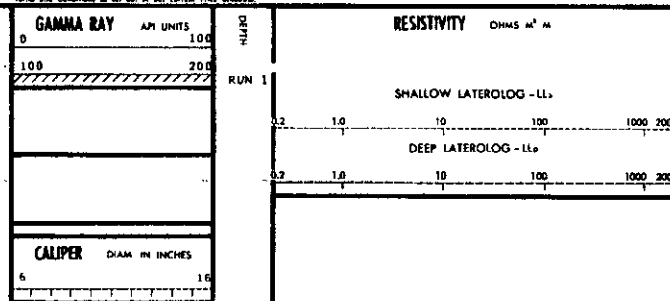 GAMMA RAY API UNITS
0 100
100 200
DEPTH
RUN 1
RESISTIVITY OHMS M² M
SHALLOW LATEROLOG - LLs
0.2 1.0 10 100 1000 200
DEEP LATEROLOG - LLD
0.2 1.0 10 100 1000 200
CALIPER DIAM IN INCHES
6 16